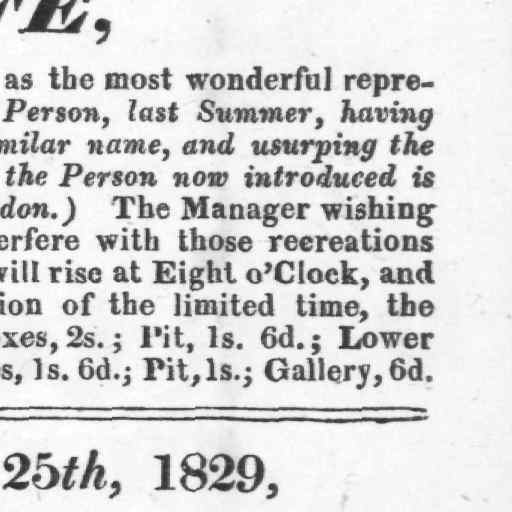 FE,
as the most wonderful repre-
Person, last Summer, having
milar name, and usurping the
the Person now introduced is
don.) The Manager wishing
erfere with those recreations
will rise at Eight o'Clock, and
ion of the limited time, the
xes, 2s.; Pit, 1s. 6d.; Lower
s, 1s. 6d.; Pit, 1s.; Gallery, 6d.
25th, 1829,